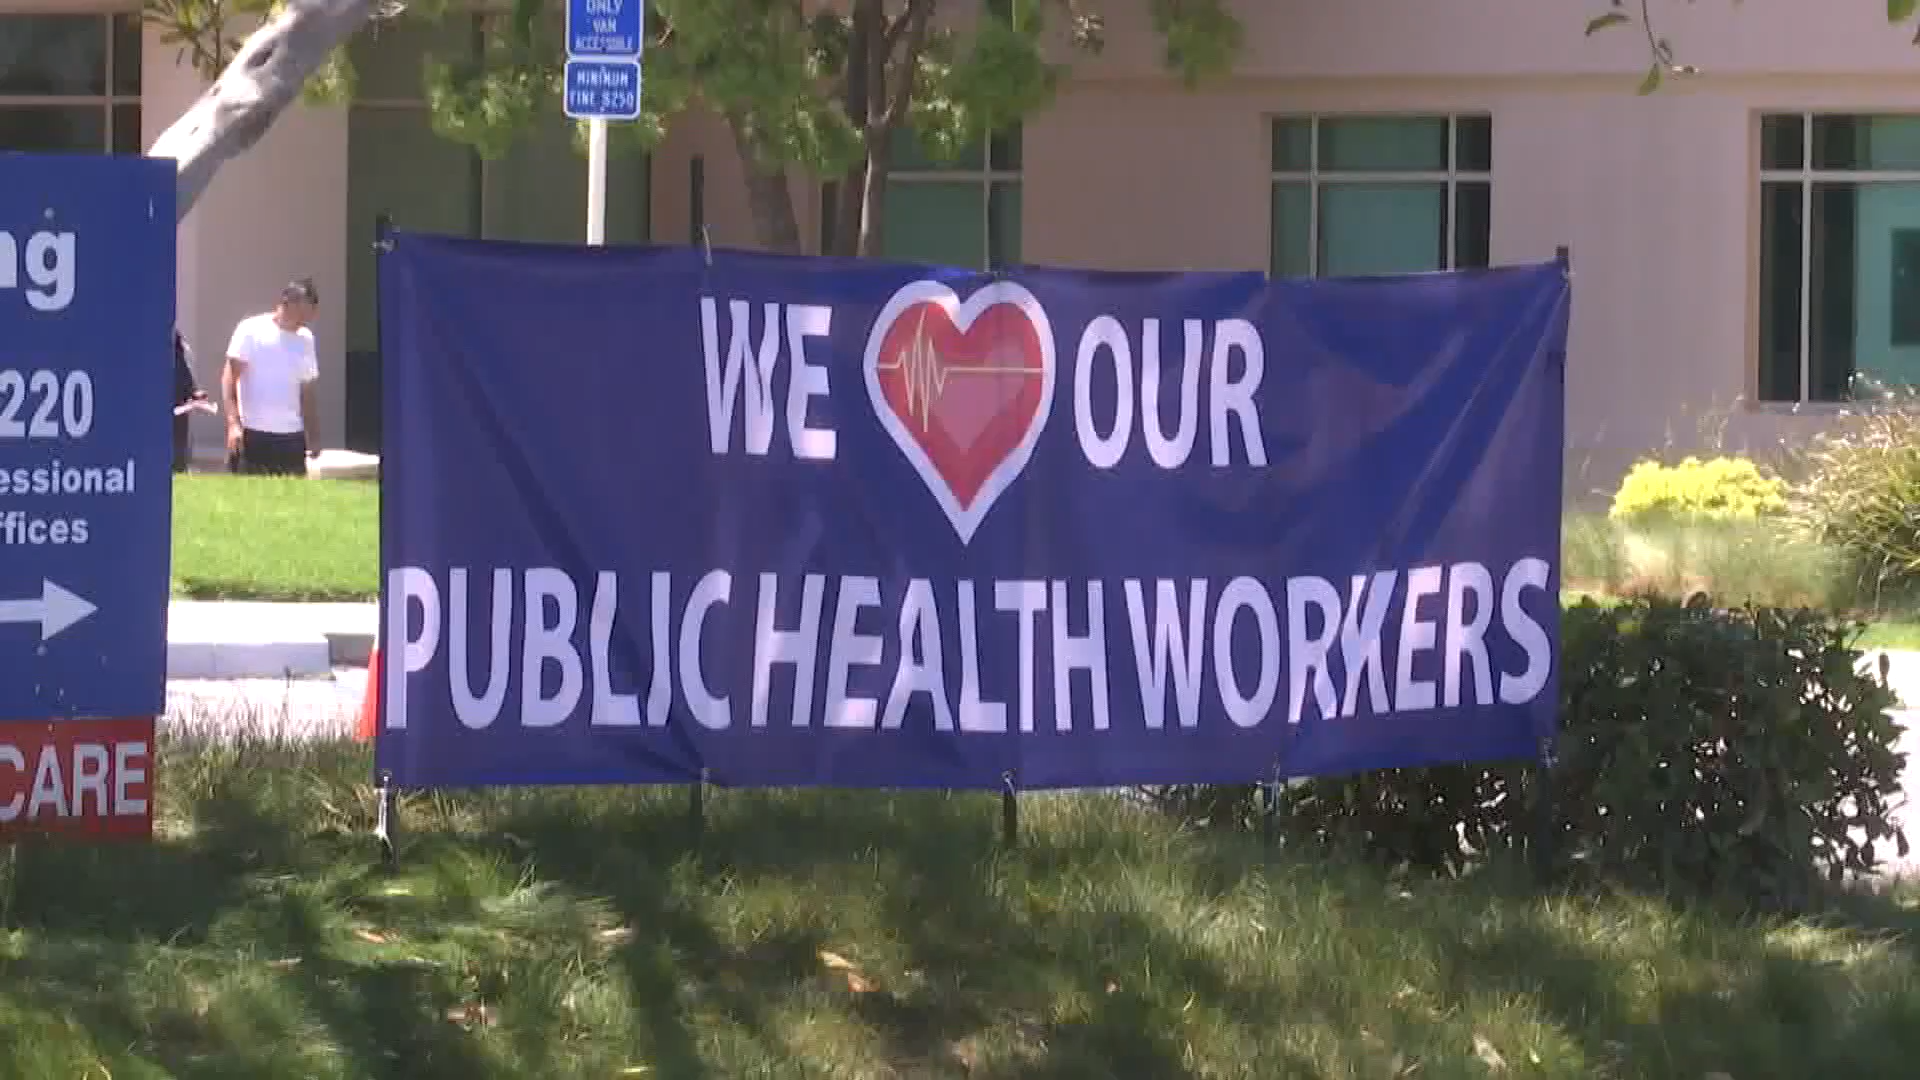 ONLY
VAN
ACCESSIBLE
MINIMUM
FINE $250
ng
220
essional
ffices
CARE
WE OUR
PUBLIC HEALTH WORKERS